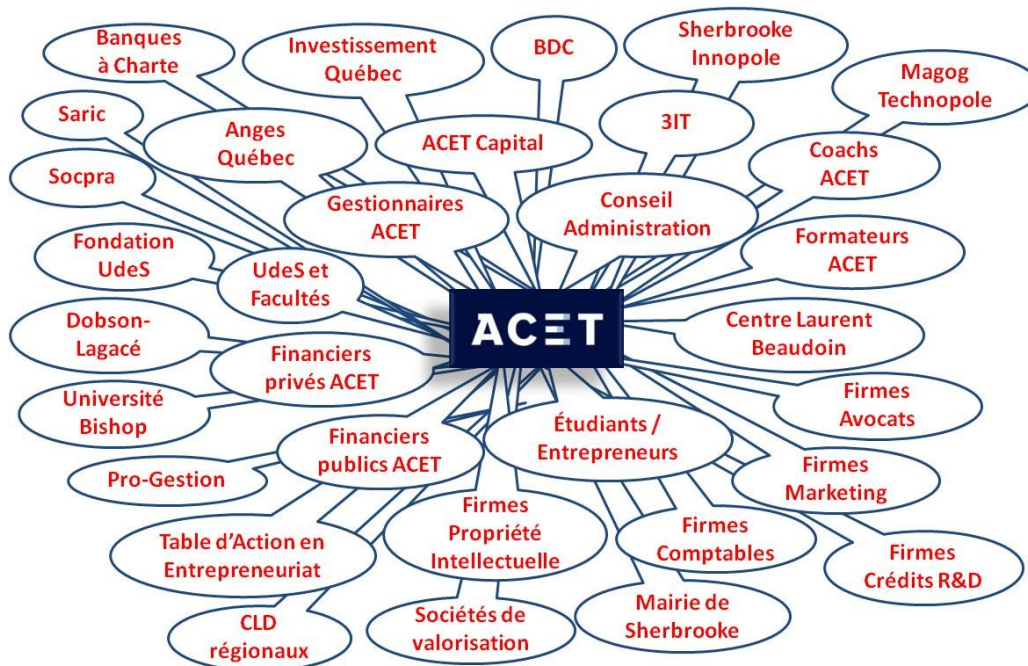 Banques
à Charte
Investissement
Québec
BDC
Sherbrooke
Innopole
Magog
Technopole
Saric
Anges
Québec
ACET Capital
3IT
Coachs
ACET
Socpra
Gestionnaires
ACET
Conseil
Administration
Fondation
UdeS
UdeS et
Facultés
Formateurs
ACET
ACET
Dobson-
Lagacé
Financiers
privés ACET
Centre Laurent
Beaudoin
Université
Bishop
Firmes
Avocats
Financiers
publics ACET
Étudiants /
Entrepreneurs
Pro-Gestion
Firmes
Marketing
Table d'Action en
Entrepreneuriat
Firmes
Propriété
Intellectuelle
Firmes
Comptables
Firmes
Crédits R&D
CLD
régionaux
Sociétés de
valorisation
Mairie de
Sherbrooke